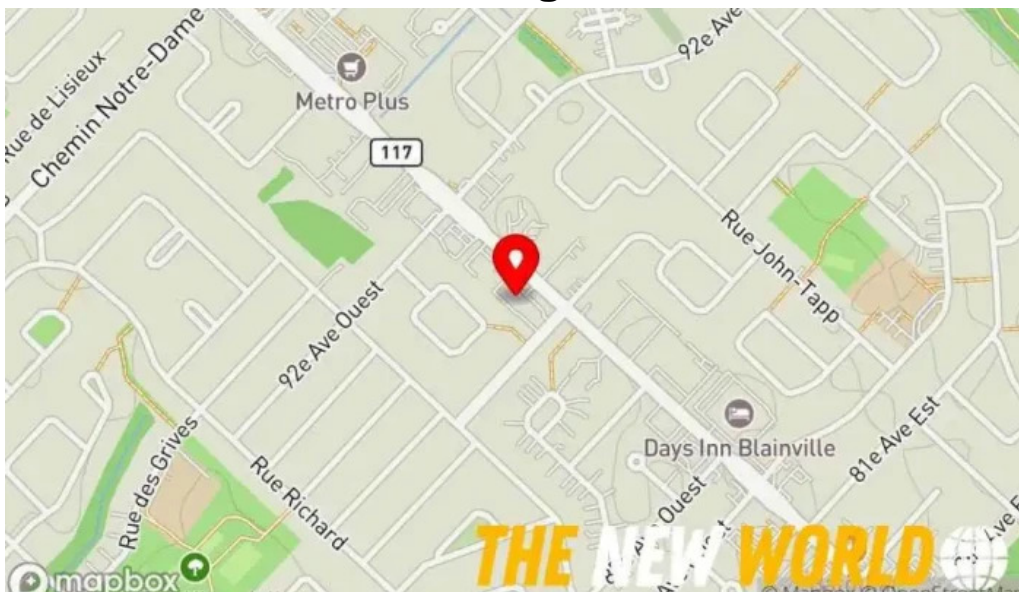 92e Ave
Rue de Lisieux
Chemin Notre-Dame
Metro Plus
117
Rue John-Tapp
92e Ave Ouest
Days Inn Blainville
81e Ave Est
Rue des Grives
Rue Richard
Ouest
THE NEW WORLD
mapbox